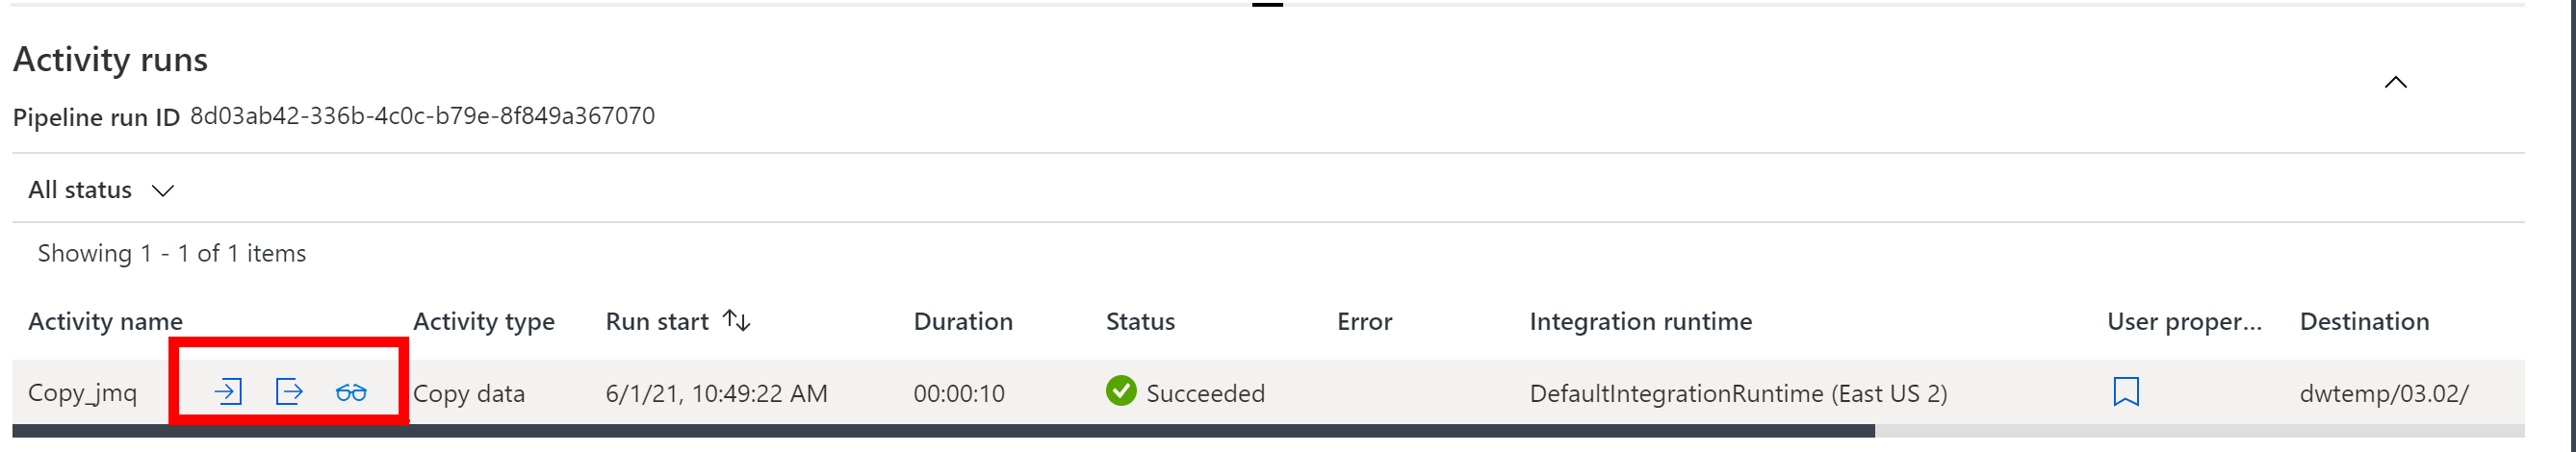 Activity runs
Pipeline run ID 8d03ab42-336b-4c0c-b79e-8f849a367070
All status
Showing 1 - 1 of 1 items
Activity name Activity type Run start Duration Status Error Integration runtime User proper... Destination
Copy_jmq Copy data 6/1/21, 10:49:22 AM 00:00:10 Succeeded DefaultIntegrationRuntime (East US 2) dwtemp/03.02/